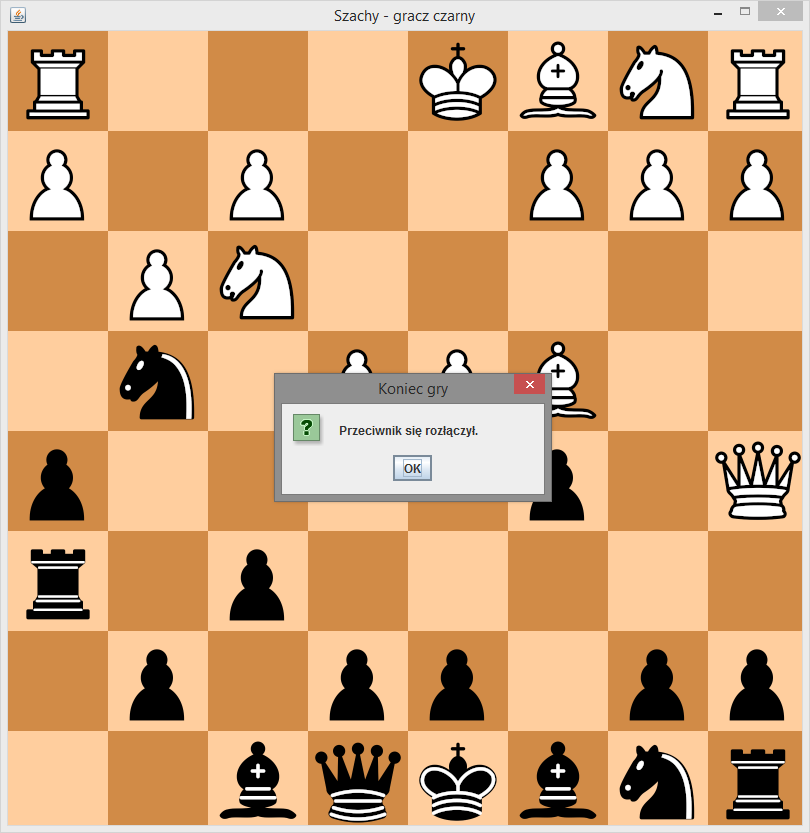 Szachy - gracz czarny
Koniec gry
?
Przeciwnik się rozłączył.
OK